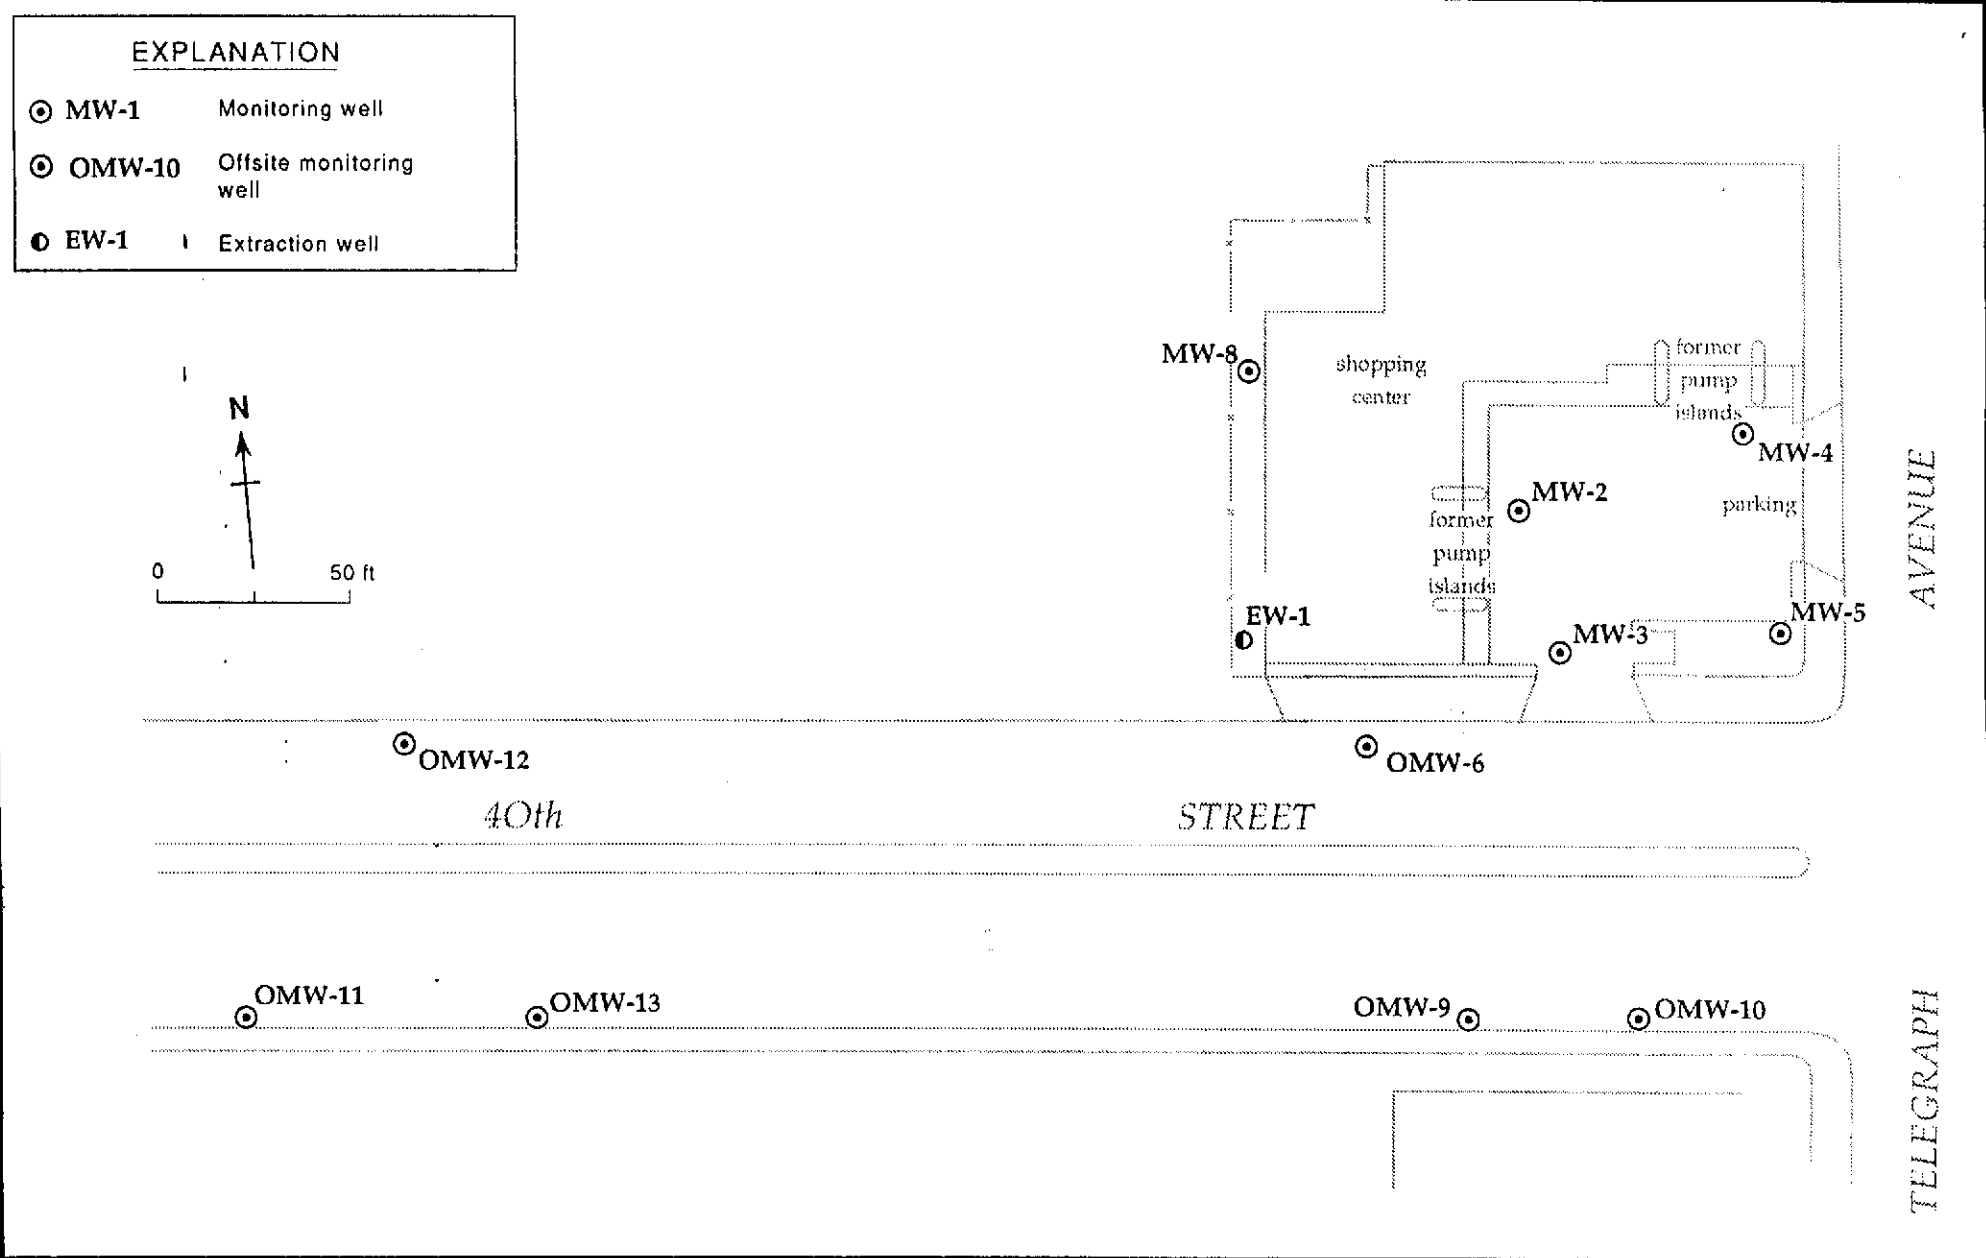 EXPLANATION
MW-1 Monitoring well
OMW-10 Offsite monitoring
well
EW-1 Extraction well
N
0 50 ft
MW-8
shopping
center
former
pump
islands
MW-4
parking
MW-2
former
pump
islands
EW-1
MW-3
MW-5
AVENUE
OMW-12
OMW-6
40th STREET
OMW-11
OMW-13
OMW-9
OMW-10
TELEGRAPH